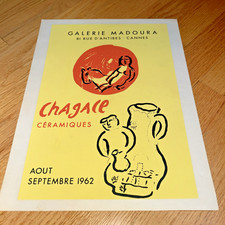 GALERIE MADOURA
81 RUE D'ANTIBES · CANNES
Chagall
CÉRAMIQUES
AOUT
SEPTEMBRE 1962